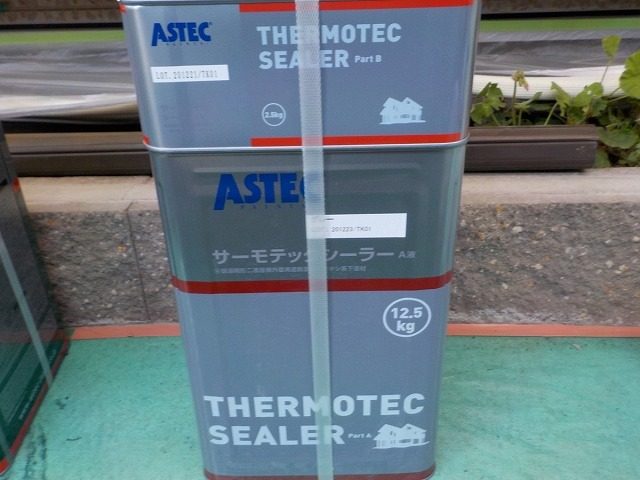 ASTEC
PAINTS
THERMOTEC
SEALER Part B
LOT. 201221/TK01
2.5kg
ASTEC
201223/TK01
サーモテックシーラー A液
12.5
kg
THERMOTEC
SEALER Part A